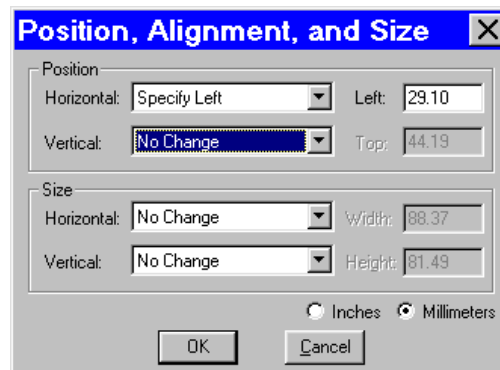 Position, Alignment, and Size
Position
Horizontal: Specify Left Left: 29.10
Vertical: No Change Top: 44.19
Size
Horizontal: No Change Width: 88.37
Vertical: No Change Height: 81.49
Inches Millimeters
OK Cancel